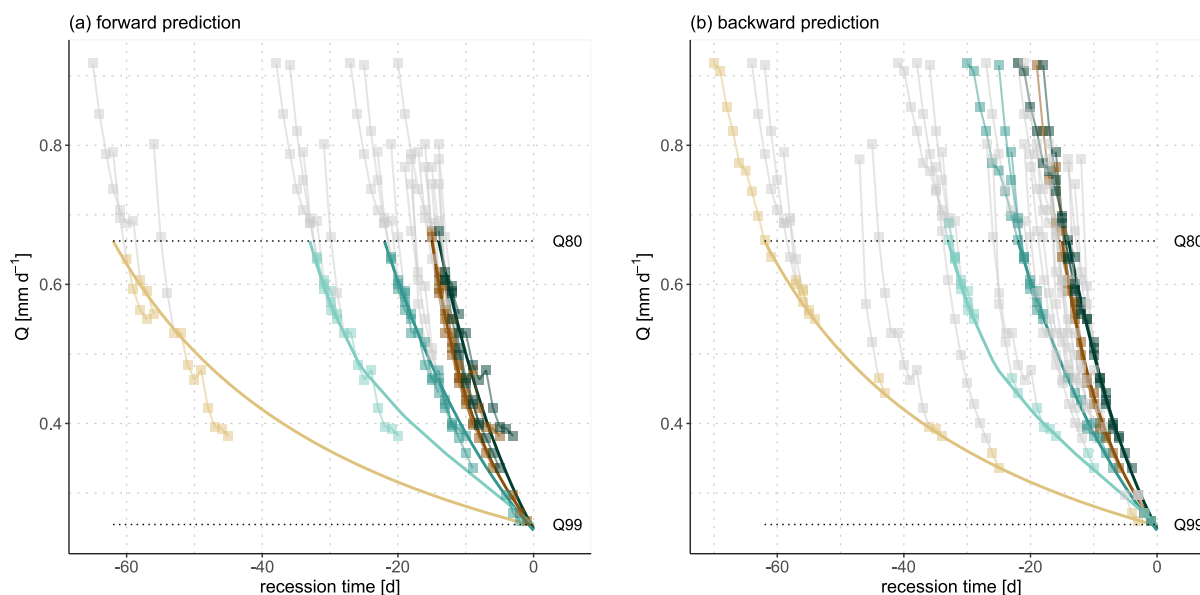 (a) forward prediction
Q [mm d⁻¹]
0.8
0.6
0.4
Q80
Q99
-60
-40
-20
0
recession time [d]
(b) backward prediction
Q [mm d⁻¹]
0.8
0.6
0.4
Q80
Q99
-60
-40
-20
0
recession time [d]